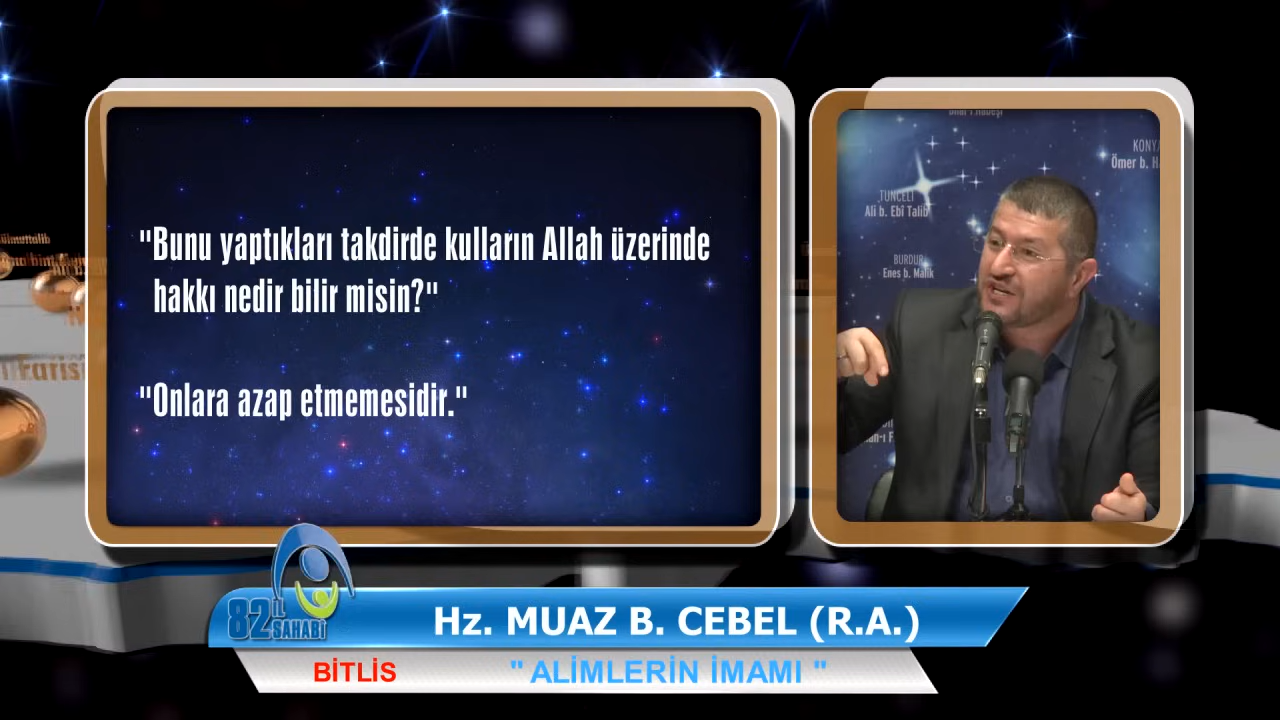 "Bunu yaptıkları takdirde kulların Allah üzerinde
hakkı nedir bilir misin?"
"Onlara azap etmemesidir."
KONYA
Ömer b. H
TUNCELİ
Ali b. Ebî Talib
BURDUR
Enes b. Malik
82 İL
SAHABİ
Hz. MUAZ B. CEBEL (R.A.)
BİTLİS
" ALİMLERİN İMAMI "